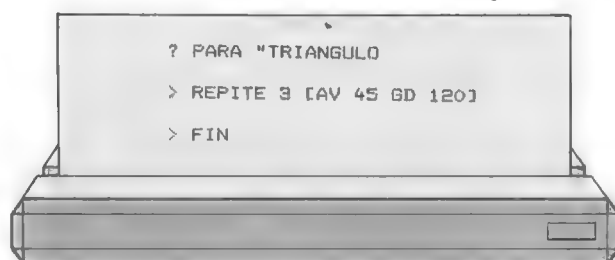 ? PARA "TRIANGULO
> REPITE 3 [AV 45 GD 120]
> FIN